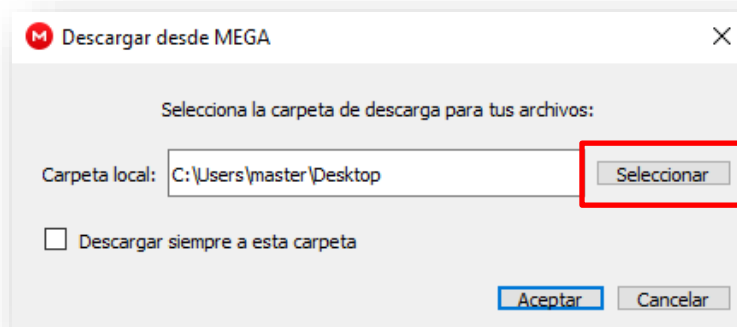 M Descargar desde MEGA
Selecciona la carpeta de descarga para tus archivos:
Carpeta local: C:\Users\master\Desktop Seleccionar
Descargar siempre a esta carpeta
Aceptar Cancelar